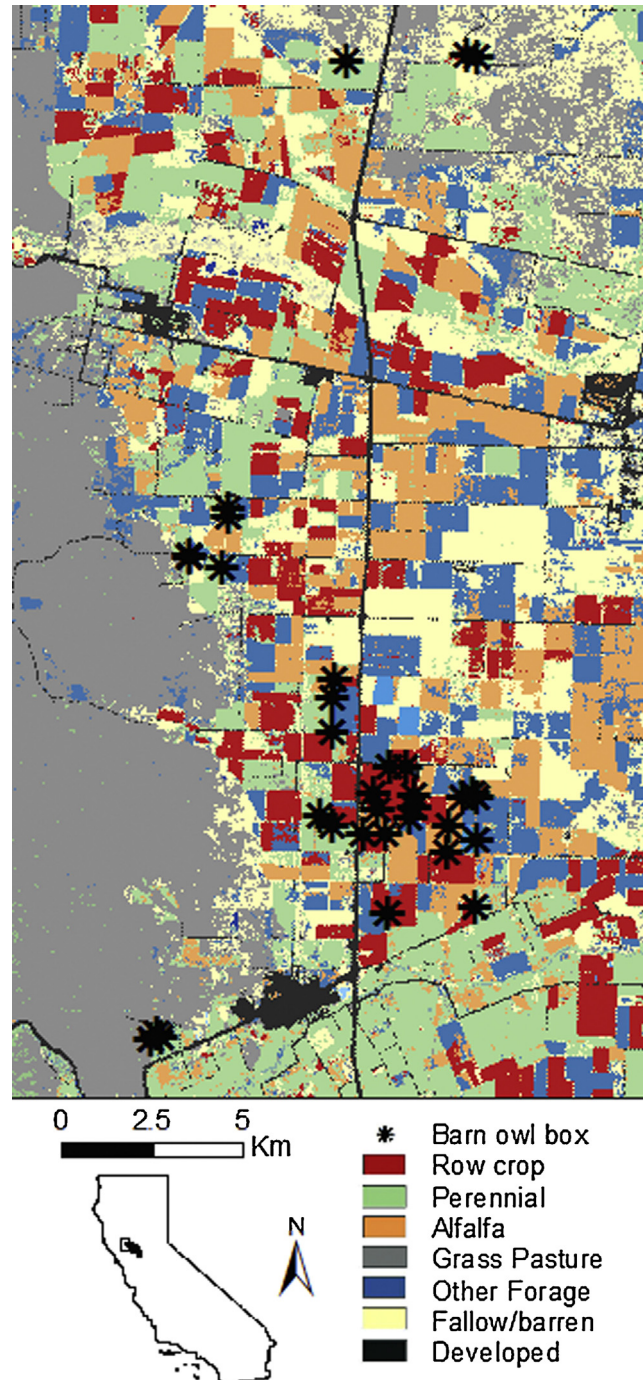 0 2.5 5
Km
N
Barn owl box
Row crop
Perennial
Alfalfa
Grass Pasture
Other Forage
Fallow/barren
Developed